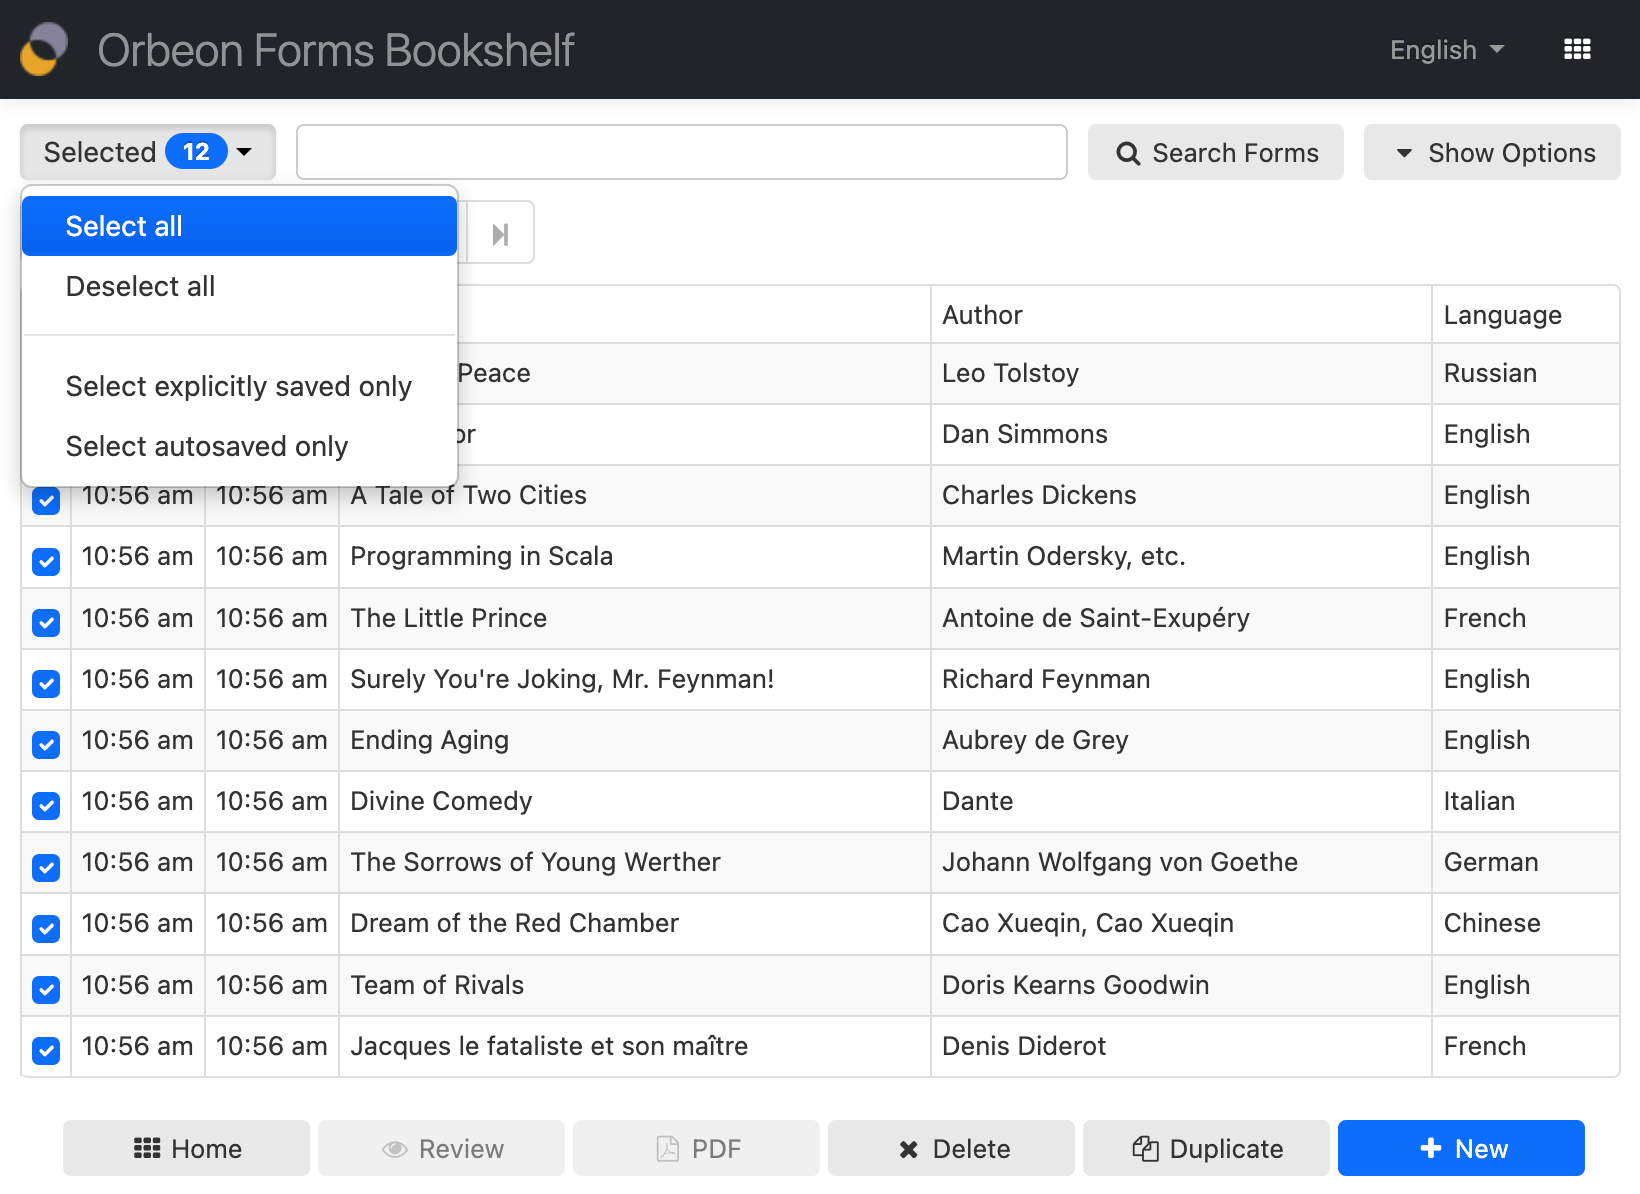 Orbeon Forms Bookshelf English
Selected 12 Search Forms Show Options
Select all
Deselect all
Select explicitly saved only
Select autosaved only
Author Language
Peace Leo Tolstoy Russian
Dan Simmons English
10:56 am 10:56 am A Tale of Two Cities Charles Dickens English
10:56 am 10:56 am Programming in Scala Martin Odersky, etc. English
10:56 am 10:56 am The Little Prince Antoine de Saint-Exupéry French
10:56 am 10:56 am Surely You're Joking, Mr. Feynman! Richard Feynman English
10:56 am 10:56 am Ending Aging Aubrey de Grey English
10:56 am 10:56 am Divine Comedy Dante Italian
10:56 am 10:56 am The Sorrows of Young Werther Johann Wolfgang von Goethe German
10:56 am 10:56 am Dream of the Red Chamber Cao Xueqin, Cao Xueqin Chinese
10:56 am 10:56 am Team of Rivals Doris Kearns Goodwin English
10:56 am 10:56 am Jacques le fataliste et son maître Denis Diderot French
Home Review PDF Delete Duplicate New